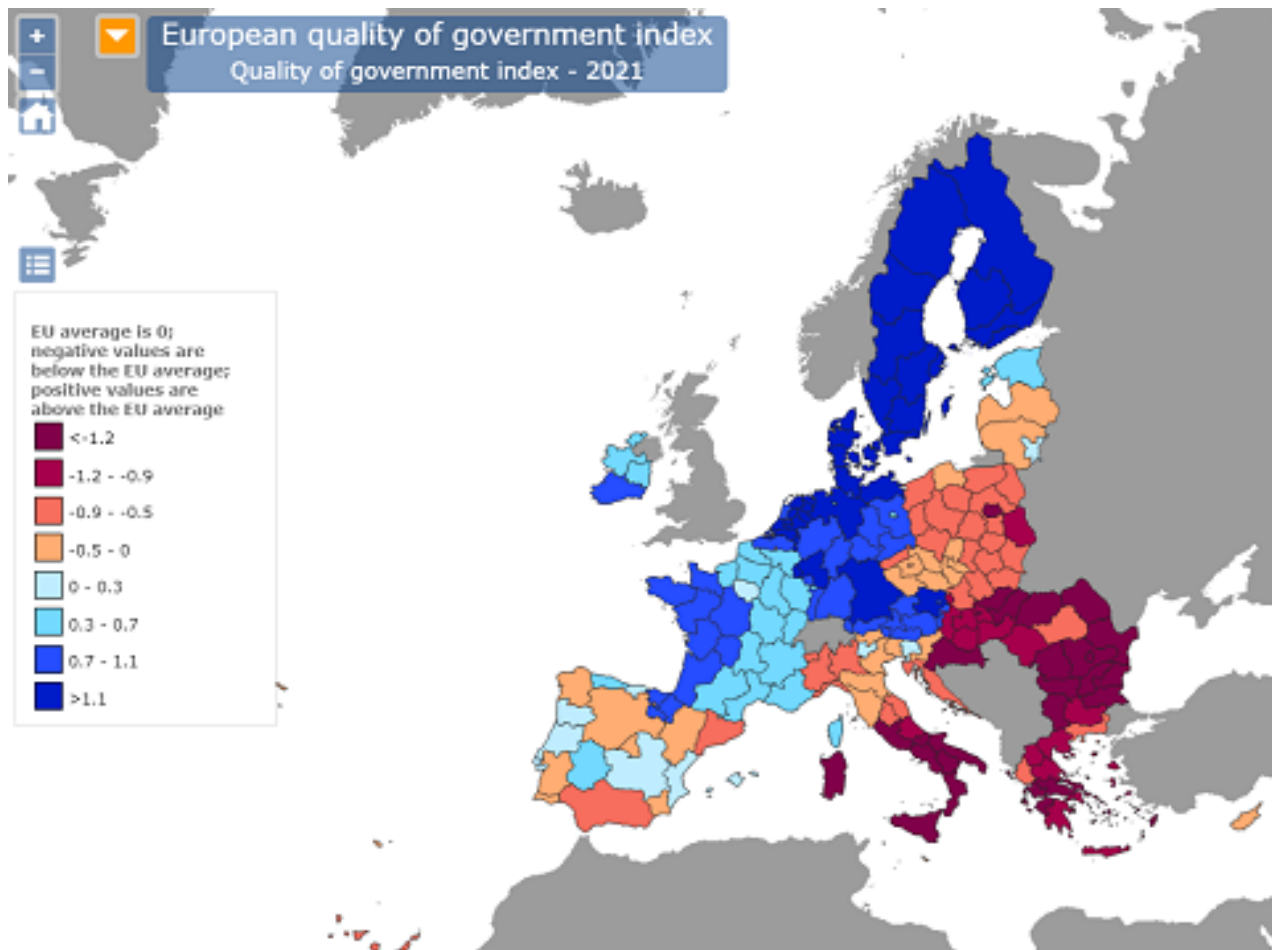 +
European quality of government index
Quality of government index - 2021
-
EU average is 0;
negative values are
below the EU average;
positive values are
above the EU average
<-1.2
-1.2 - -0.9
-0.9 - -0.5
-0.5 - 0
0 - 0.3
0.3 - 0.7
0.7 - 1.1
>1.1